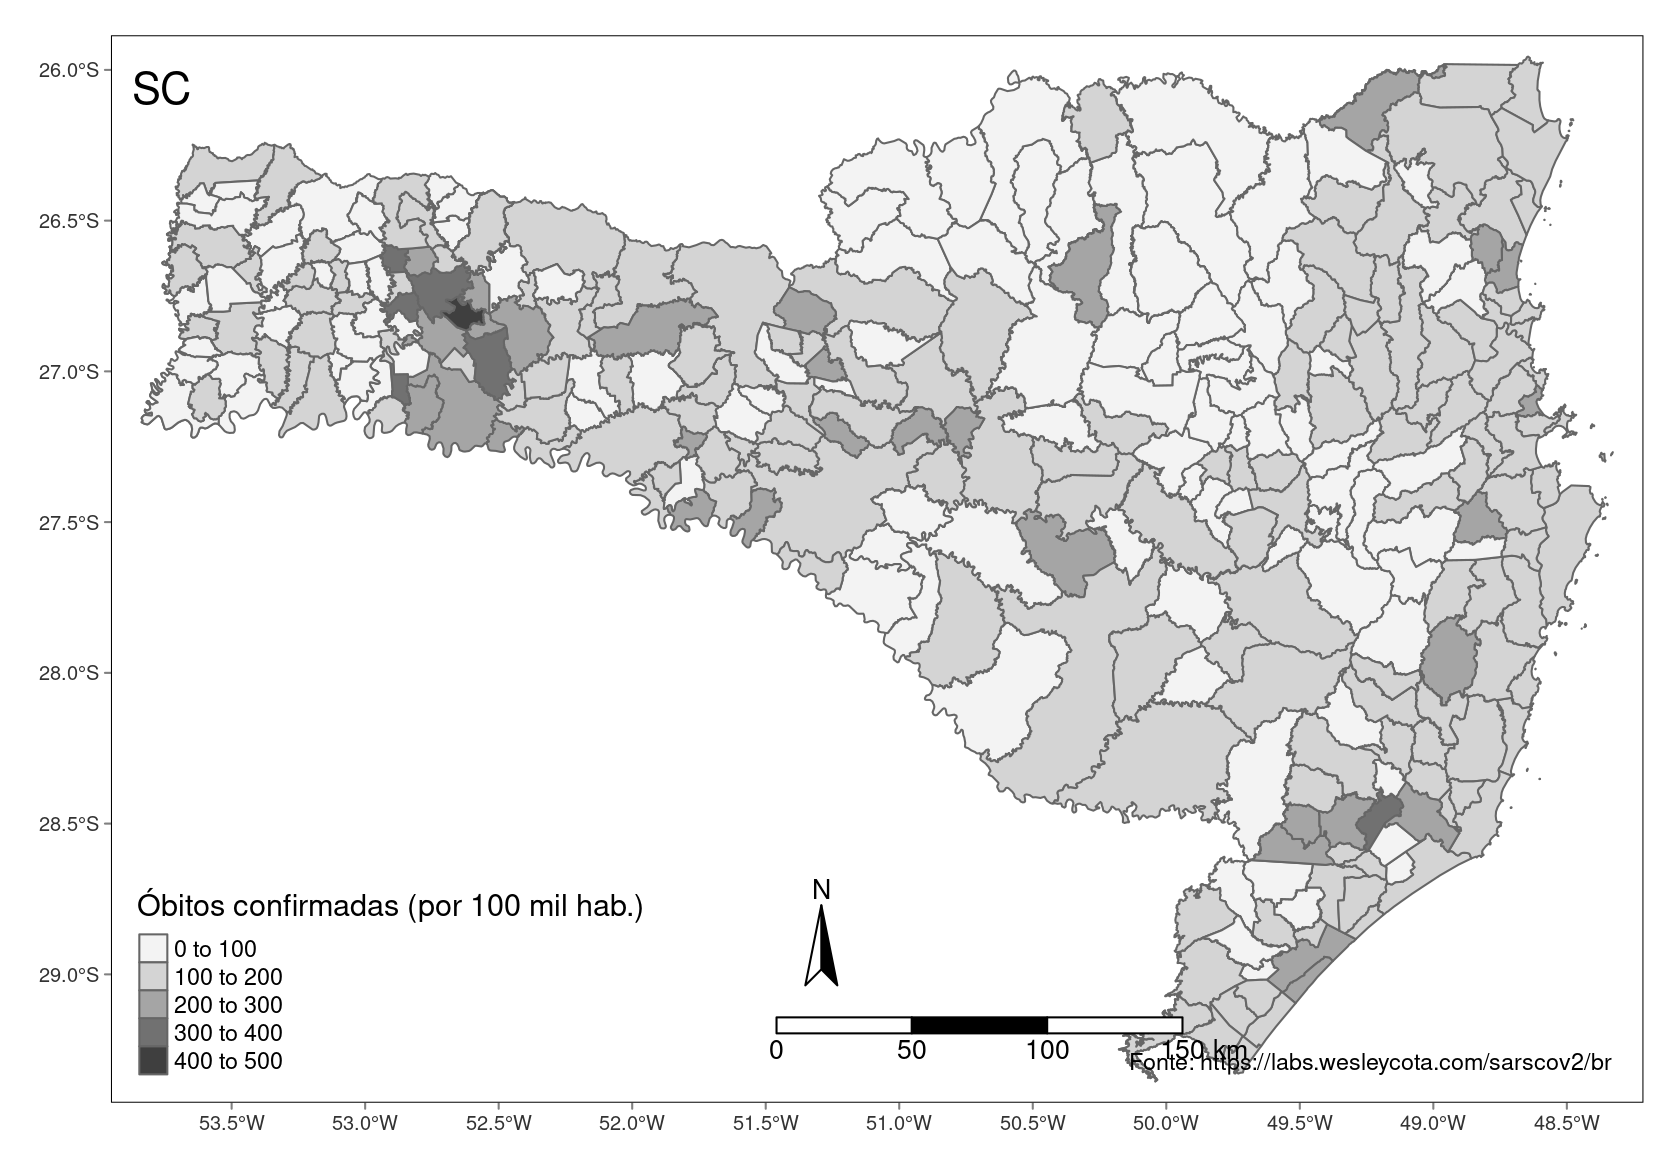 SC
26.0°S
26.5°S
27.0°S
27.5°S
28.0°S
28.5°S
29.0°S
Óbitos confirmadas (por 100 mil hab.)
0 to 100
100 to 200
200 to 300
300 to 400
400 to 500
N
0 50 100 150 km
Fonte: https://labs.wesleycota.com/sarscov2/br
53.5°W 53.0°W 52.5°W 52.0°W 51.5°W 51.0°W 50.5°W 50.0°W 49.5°W 49.0°W 48.5°W